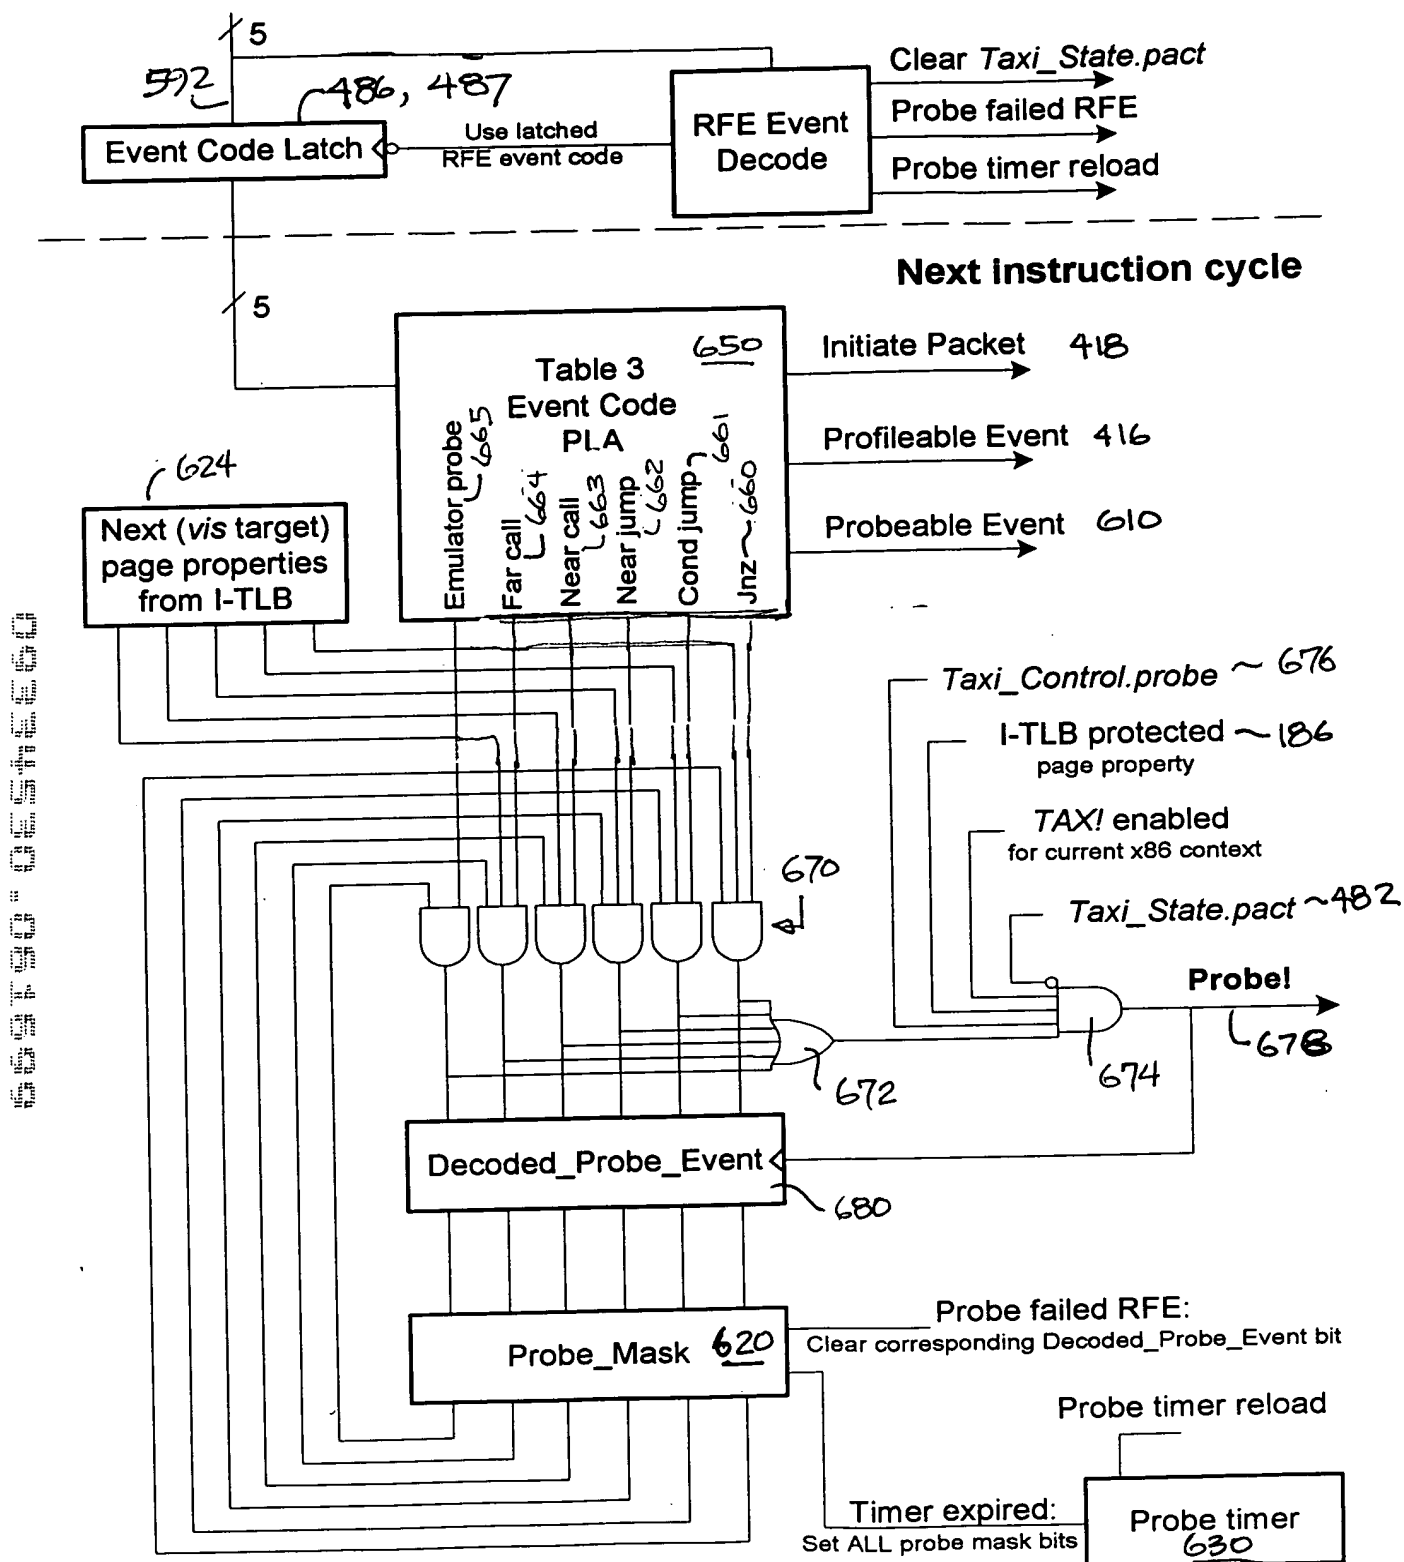 5
592
486, 487
Event Code Latch
Use latched
RFE event code
RFE Event
Decode
Clear Taxi_State.pact
Probe failed RFE
Probe timer reload
Next instruction cycle
5
Table 3
Event Code
PLA
650
Emulator probe
665
Far call
664
Near call
663
Near jump
662
Cond jump
661
Jnz
660
Initiate Packet 418
Profileable Event 416
Probeable Event 610
624
Next (vis target)
page properties
from I-TLB
Taxi_Control.probe 676
I-TLB protected 186
page property
TAX! enabled
for current x86 context
Taxi_State.pact 482
670
Probe!
678
674
672
Decoded_Probe_Event
680
Probe_Mask 620
Probe failed RFE:
Clear corresponding Decoded_Probe_Event bit
Probe timer reload
Timer expired:
Set ALL probe mask bits
Probe timer
630